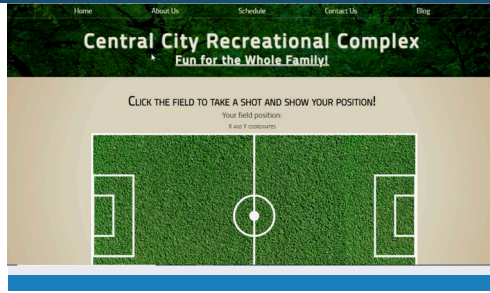 Home About Us Schedule Contact Us Blog
Central City Recreational Complex
Fun for the Whole Family!
Click the field to take a shot and show your position!
Your field position:
X and Y coordinates